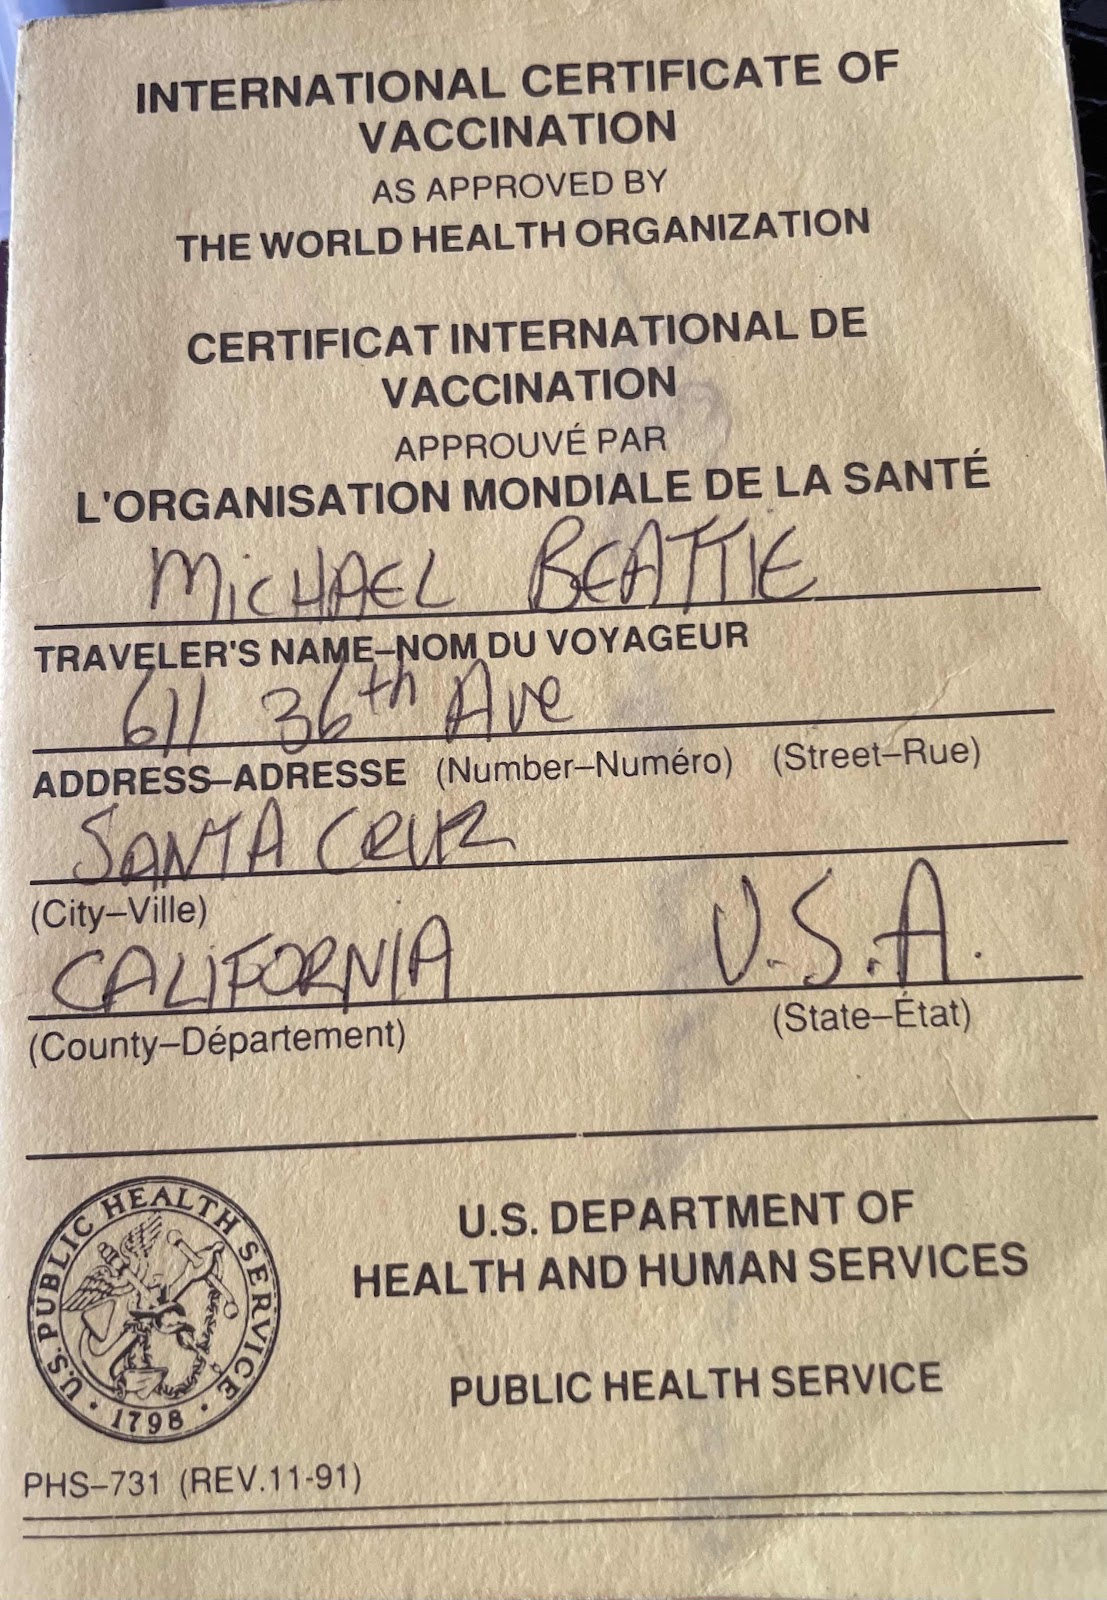 INTERNATIONAL CERTIFICATE OF
VACCINATION
AS APPROVED BY
THE WORLD HEALTH ORGANIZATION
CERTIFICAT INTERNATIONAL DE
VACCINATION
APPROUVÉ PAR
L'ORGANISATION MONDIALE DE LA SANTÉ
MiCHAEL BEATTIE
TRAVELER'S NAME–NOM DU VOYAGEUR
611 36th Ave
ADDRESS–ADRESSE (Number–Numéro) (Street–Rue)
SANTA CRUZ
(City–Ville)
CALIFORNIA U.S.A.
(County–Département) (State–État)
U.S. PUBLIC HEALTH SERVICE
· 1798 ·
U.S. DEPARTMENT OF
HEALTH AND HUMAN SERVICES
PUBLIC HEALTH SERVICE
PHS–731 (REV.11-91)